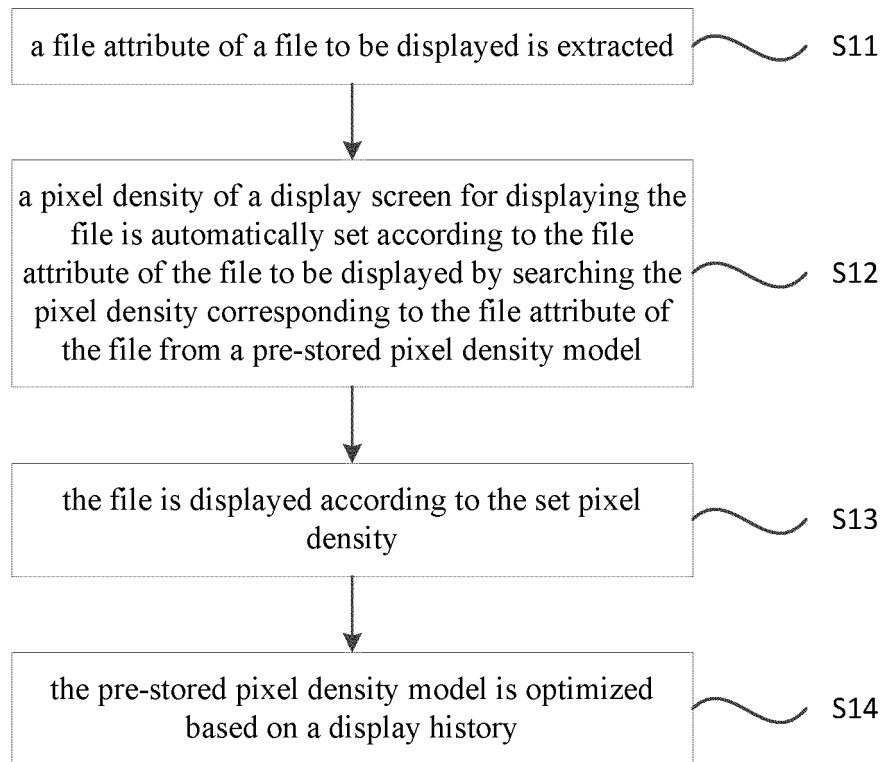 a file attribute of a file to be displayed is extracted
S11
a pixel density of a display screen for displaying the
file is automatically set according to the file
attribute of the file to be displayed by searching the
pixel density corresponding to the file attribute of
the file from a pre-stored pixel density model
S12
the file is displayed according to the set pixel
density
S13
the pre-stored pixel density model is optimized
based on a display history
S14